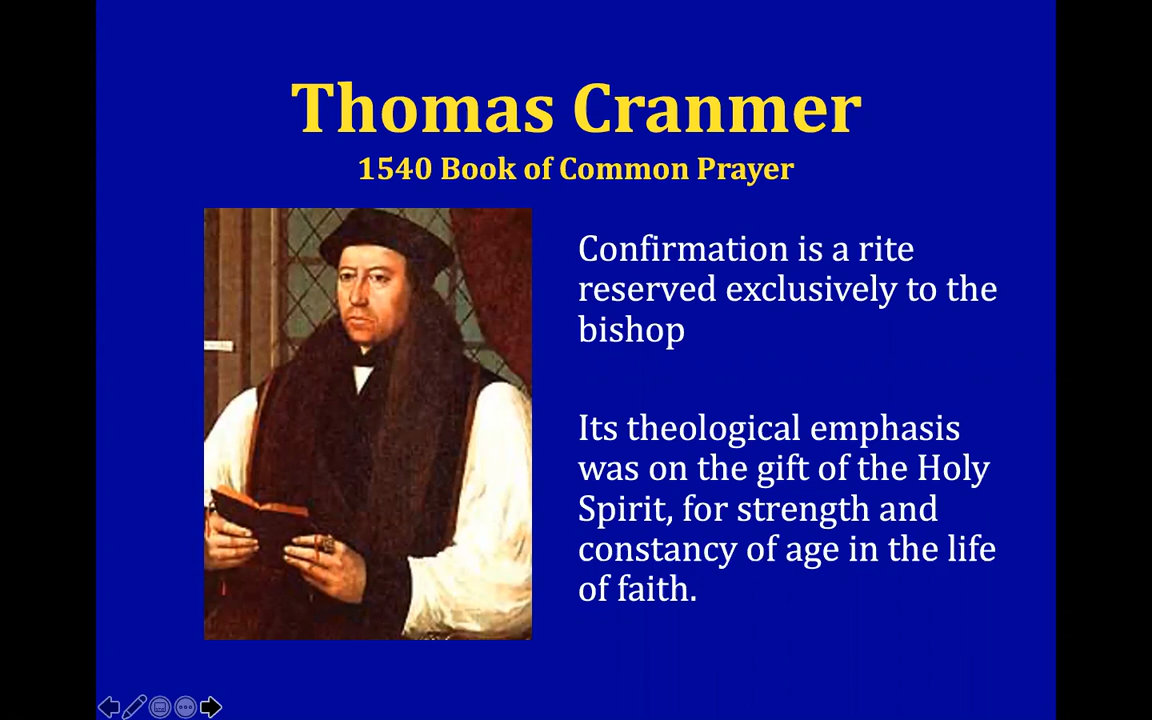 Thomas Cranmer
1540 Book of Common Prayer
Confirmation is a rite
reserved exclusively to the
bishop
Its theological emphasis
was on the gift of the Holy
Spirit, for strength and
constancy of age in the life
of faith.